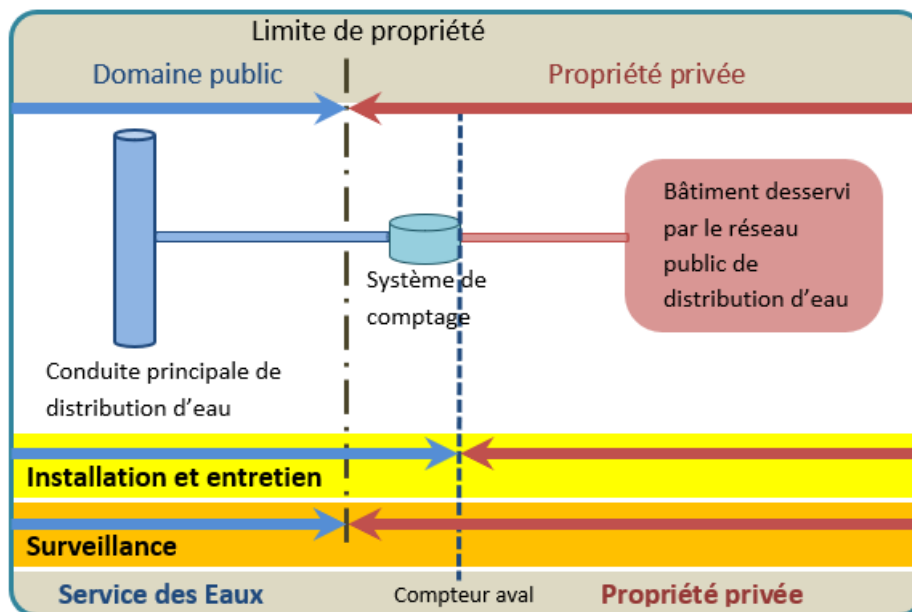 Limite de propriété
Domaine public
Propriété privée
Bâtiment desservi
par le réseau
public de
distribution d'eau
Système de
comptage
Conduite principale de
distribution d'eau
Installation et entretien
Surveillance
Service des Eaux
Compteur aval
Propriété privée